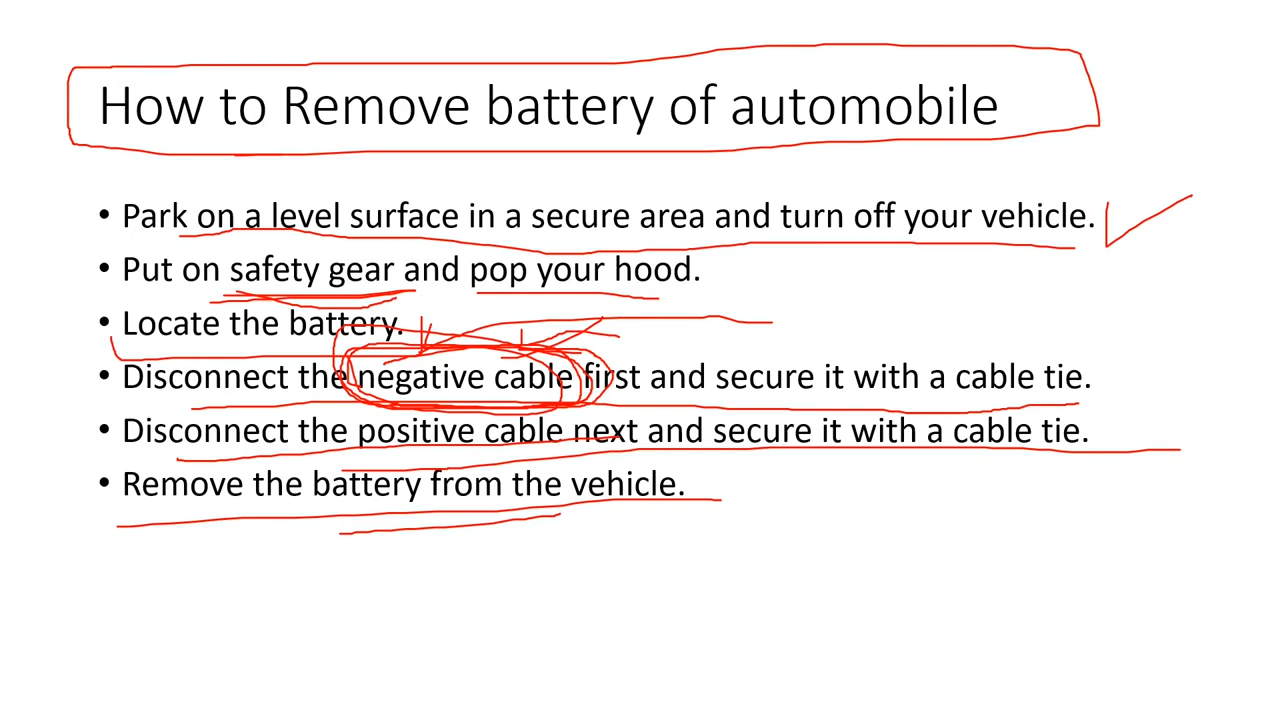 How to Remove battery of automobile
• Park on a level surface in a secure area and turn off your vehicle.
• Put on safety gear and pop your hood.
• Locate the battery.
• Disconnect the negative cable first and secure it with a cable tie.
• Disconnect the positive cable next and secure it with a cable tie.
• Remove the battery from the vehicle.